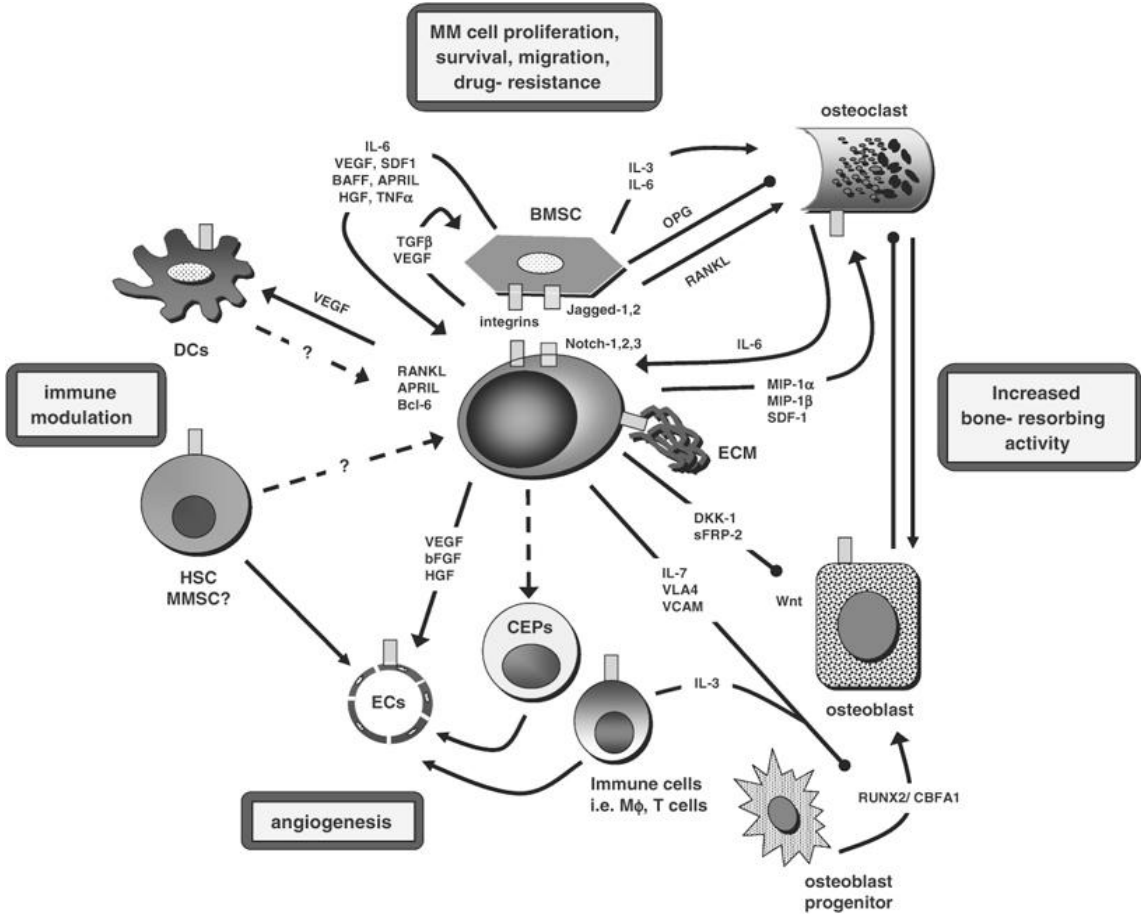 MM cell proliferation,
survival, migration,
drug- resistance
osteoclast
IL-6
VEGF, SDF1
BAFF, APRIL
HGF, TNFα
IL-3
IL-6
BMSC
OPG
TGFβ
VEGF
RANKL
VEGF
integrins
Jagged-1,2
DCs
?
Notch-1,2,3
IL-6
RANKL
APRIL
Bcl-6
MIP-1α
MIP-1β
SDF-1
immune
modulation
Increased
bone- resorbing
activity
ECM
?
DKK-1
sFRP-2
VEGF
bFGF
HGF
IL-7
VLA4
VCAM
HSC
MMSC?
Wnt
CEPs
IL-3
ECs
osteoblast
Immune cells
i.e. Mϕ, T cells
RUNX2/ CBFA1
angiogenesis
osteoblast
progenitor